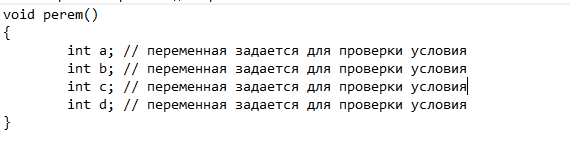 void perem()
{
int a; // переменная задается для проверки условия
int b; // переменная задается для проверки условия
int c; // переменная задается для проверки условия
int d; // переменная задается для проверки условия
}